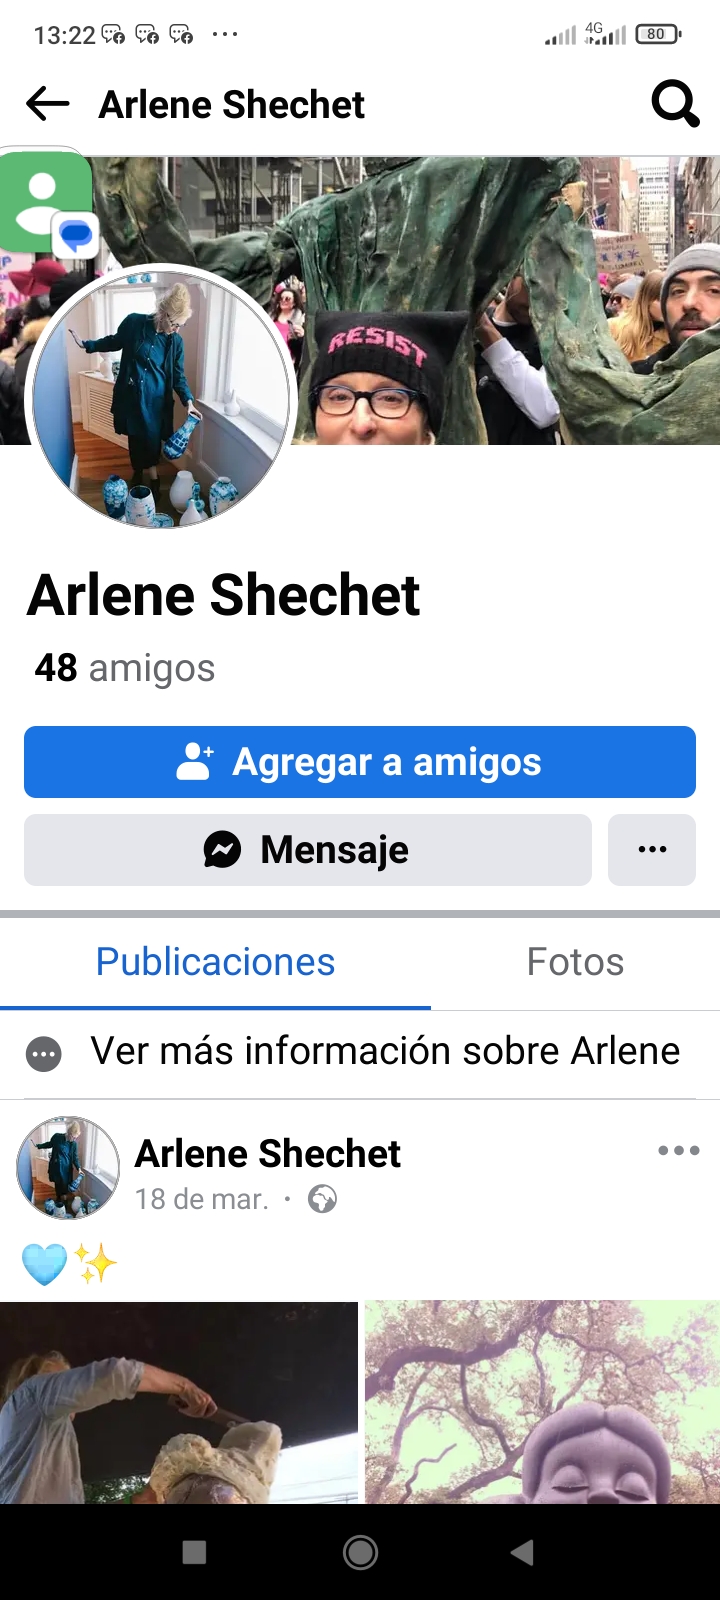 13:22
4G
80
Arlene Shechet
RESIST
Arlene Shechet
48 amigos
Agregar a amigos
Mensaje
Publicaciones
Fotos
Ver más información sobre Arlene
Arlene Shechet
18 de mar. ·